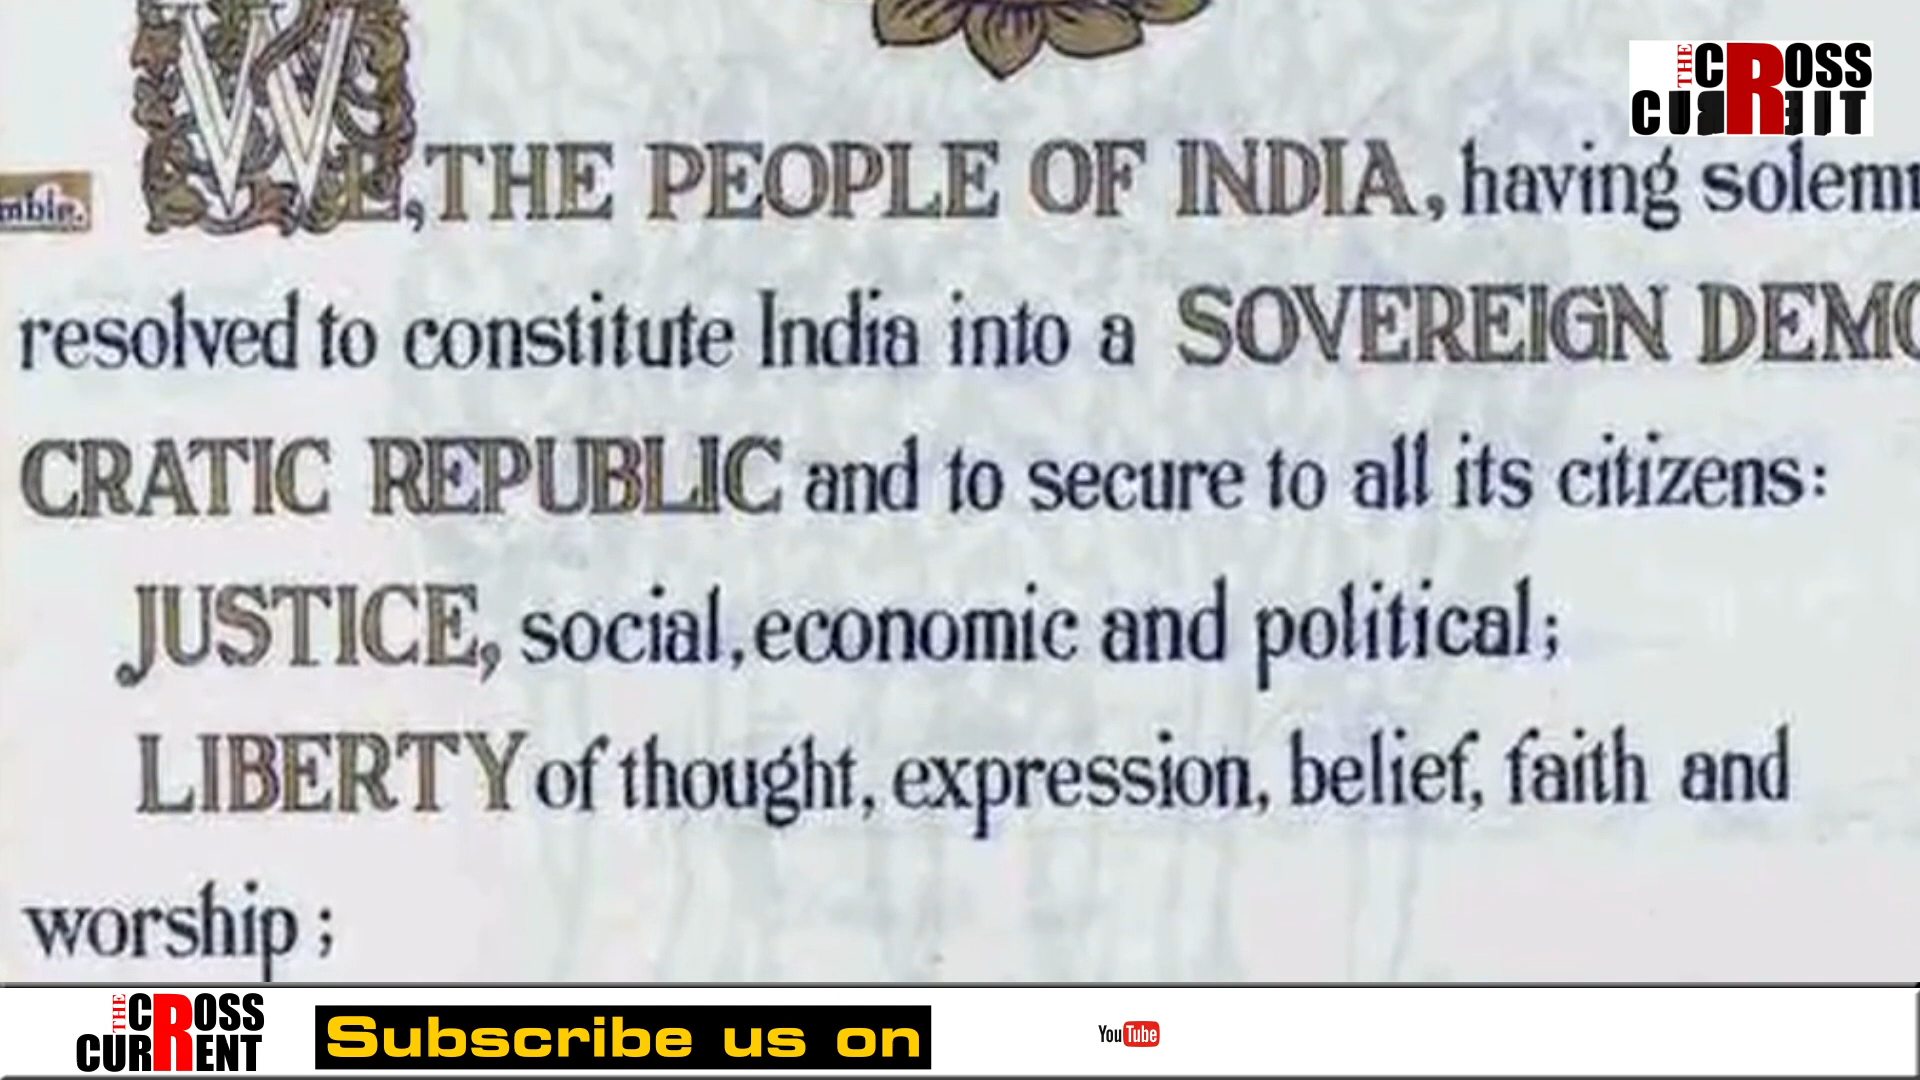 THE CROSS
CURRENT
WE, THE PEOPLE OF INDIA, having
mble.
resolved to constitute India into a SOVEREIGN DEMO
CRATIC REPUBLIC and to secure to all its citizens:
JUSTICE, social, economic and political;
LIBERTY of thought, expression, belief, faith and
worship;
THE CROSS
CURRENT
Subscribe us on
YouTube